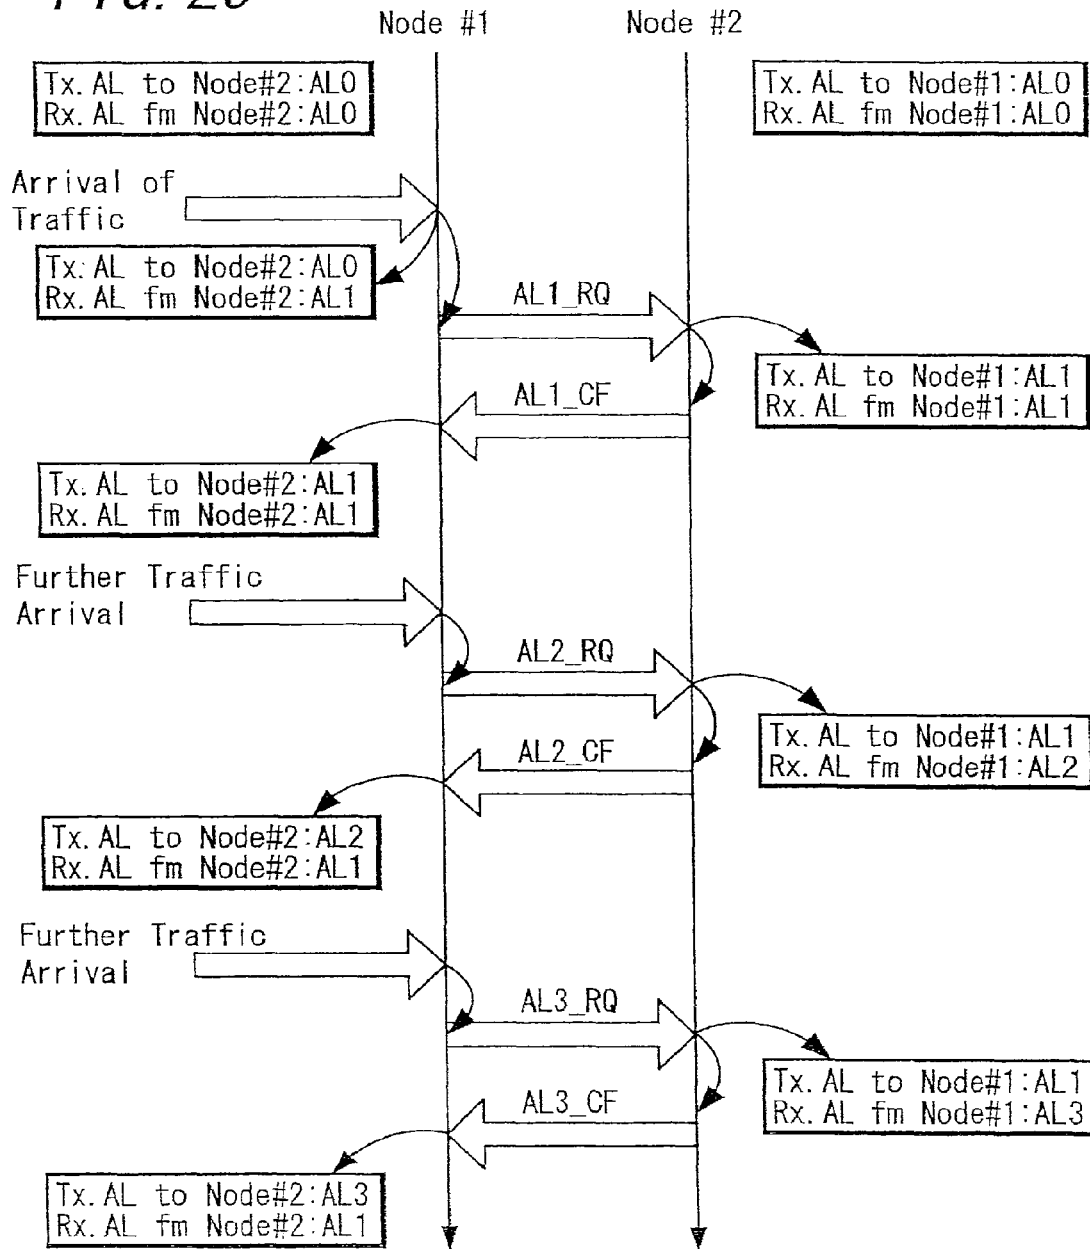 Node #1 Node #2
Tx.AL to Node#2:AL0
Rx.AL fm Node#2:AL0
Tx.AL to Node#1:AL0
Rx.AL fm Node#1:AL0
Arrival of
Traffic
Tx.AL to Node#2:AL0
Rx.AL fm Node#2:AL1
AL1_RQ
Tx.AL to Node#1:AL1
Rx.AL fm Node#1:AL1
AL1_CF
Tx.AL to Node#2:AL1
Rx.AL fm Node#2:AL1
Further Traffic
Arrival
AL2_RQ
Tx.AL to Node#1:AL1
Rx.AL fm Node#1:AL2
AL2_CF
Tx.AL to Node#2:AL2
Rx.AL fm Node#2:AL1
Further Traffic
Arrival
AL3_RQ
Tx.AL to Node#1:AL1
Rx.AL fm Node#1:AL3
AL3_CF
Tx.AL to Node#2:AL3
Rx.AL fm Node#2:AL1